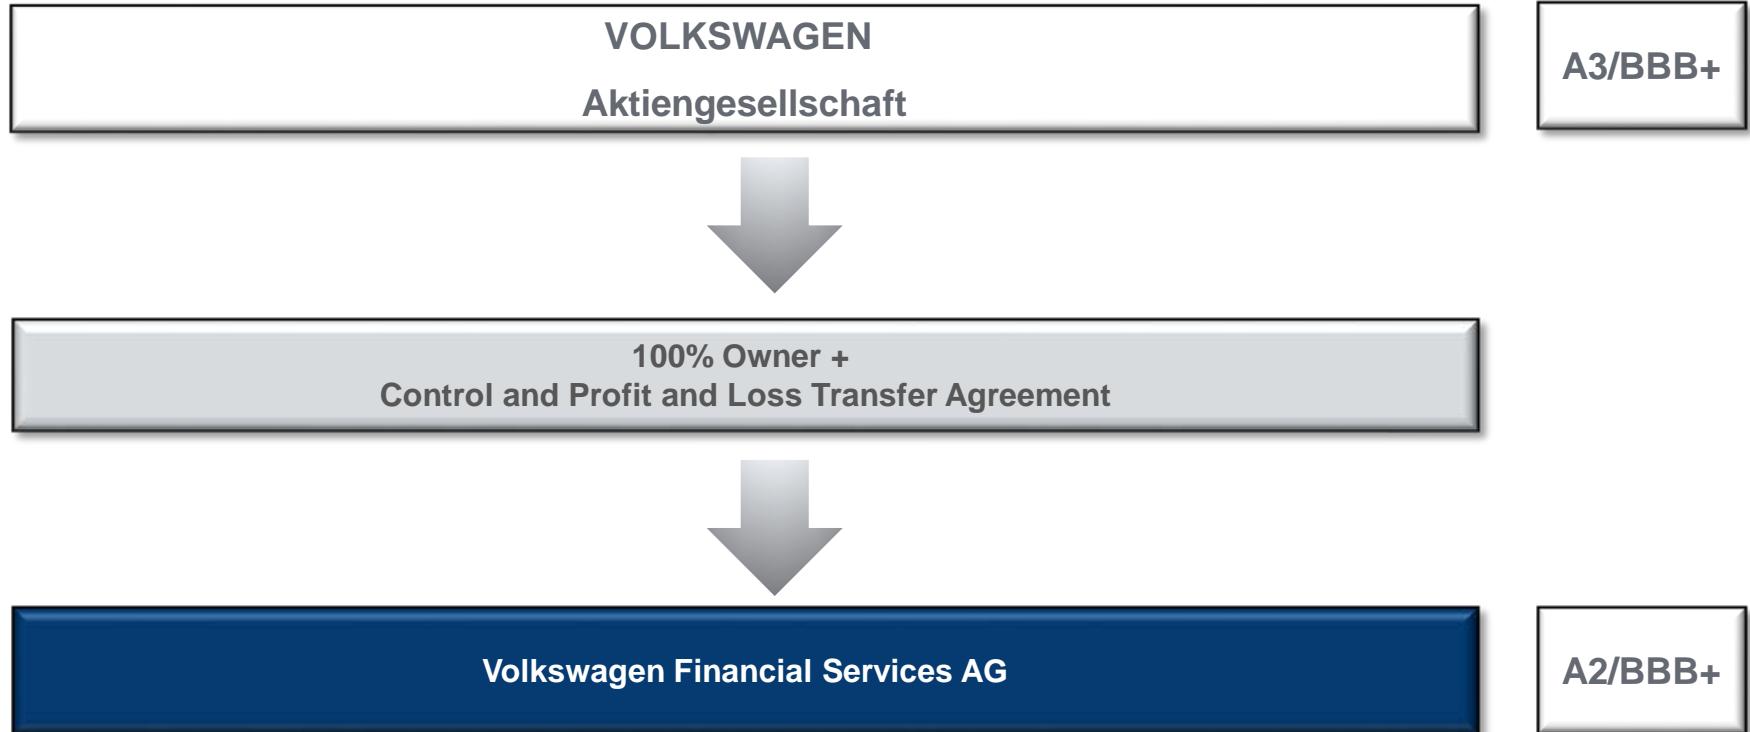 VOLKSWAGEN
Aktiengesellschaft
A3/BBB+
100% Owner +
Control and Profit and Loss Transfer Agreement
Volkswagen Financial Services AG
A2/BBB+